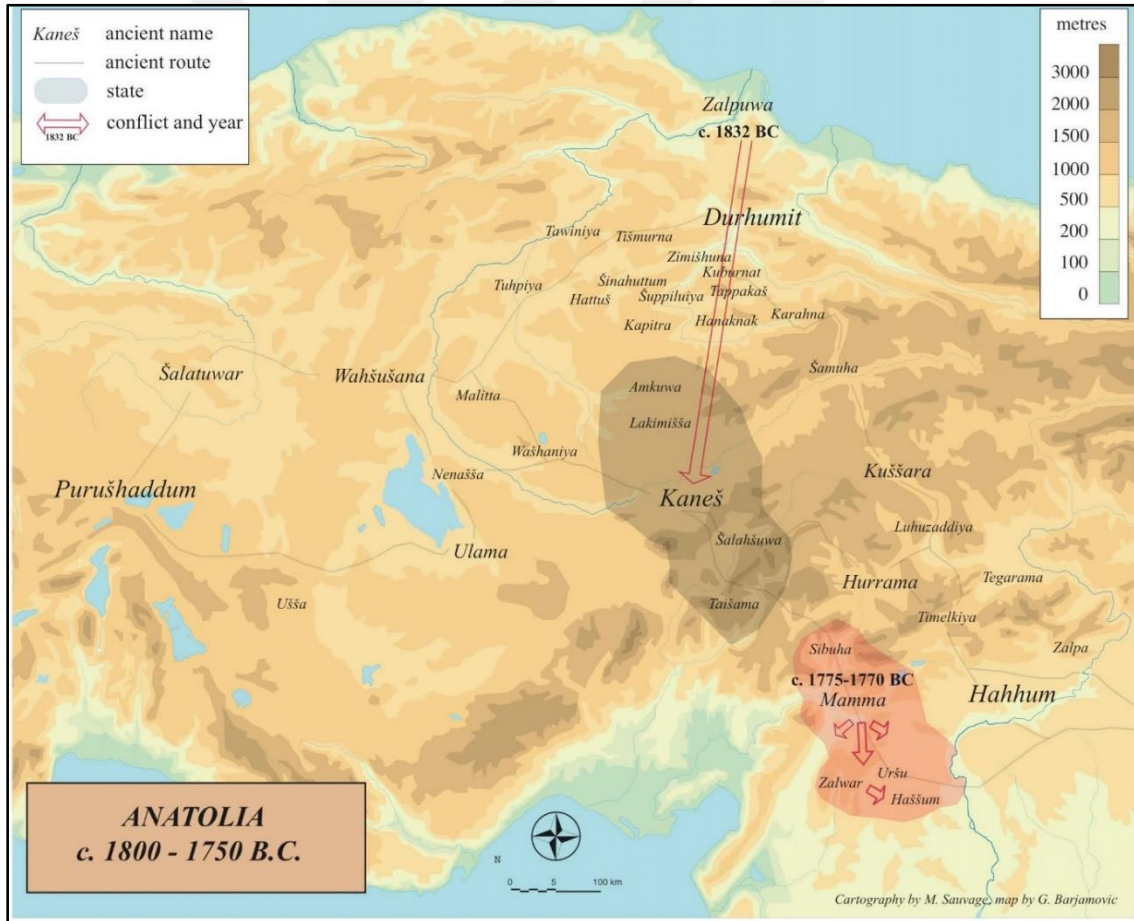 Kaneš ancient name
ancient route
state
1832 BC conflict and year
metres
3000
2000
1500
1000
500
200
100
0
Zalpuwa
c. 1832 BC
Durhumit
Tawiniya
Tišmurna
Zimišhuna
Kuburnat
Tuhpiya
Šinahuttum
Hattuš
Šuppiluiya
Tappakaš
Kapitra
Hanaknak
Karahna
Šalatuwar
Wahšušana
Malitta
Amkuwa
Šamuha
Lakimišša
Wašhaniya
Nenašša
Purušhaddum
Kaneš
Kuššara
Luhuzaddiya
Ulama
Šalahšuwa
Hurrama
Tegarama
Ušša
Taišama
Timelkiya
Sibuha
Zalpa
c. 1775-1770 BC
Mamma
Hahhum
Uršu
Zalwar
Haššum
ANATOLIA
c. 1800 - 1750 B.C.
N
0 5 100 km
Cartography by M. Sauvage, map by G. Barjamovic